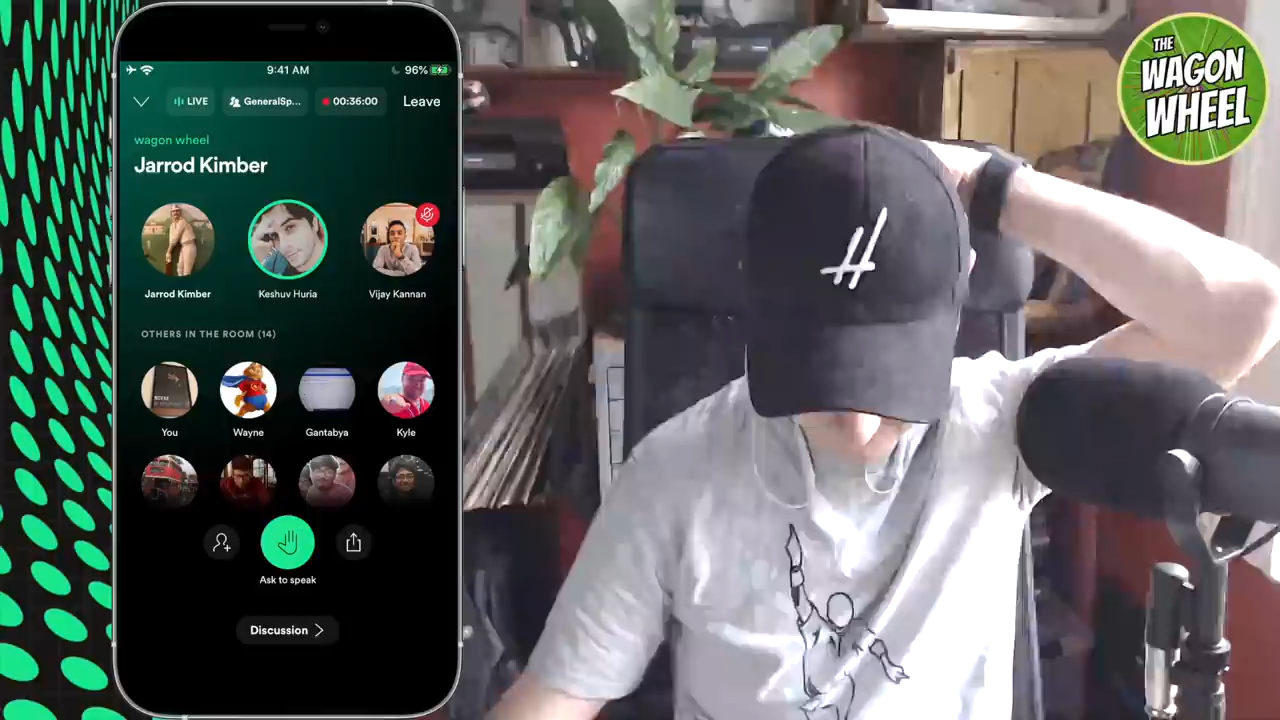 9:41 AM
96%
LIVE
GeneralSp...
00:36:00
Leave
wagon wheel
Jarrod Kimber
Jarrod Kimber
Keshuv Huria
Vijay Kannan
OTHERS IN THE ROOM (14)
You
Wayne
Gantabya
Kyle
Ask to speak
Discussion
THE
WAGON
WHEEL
H